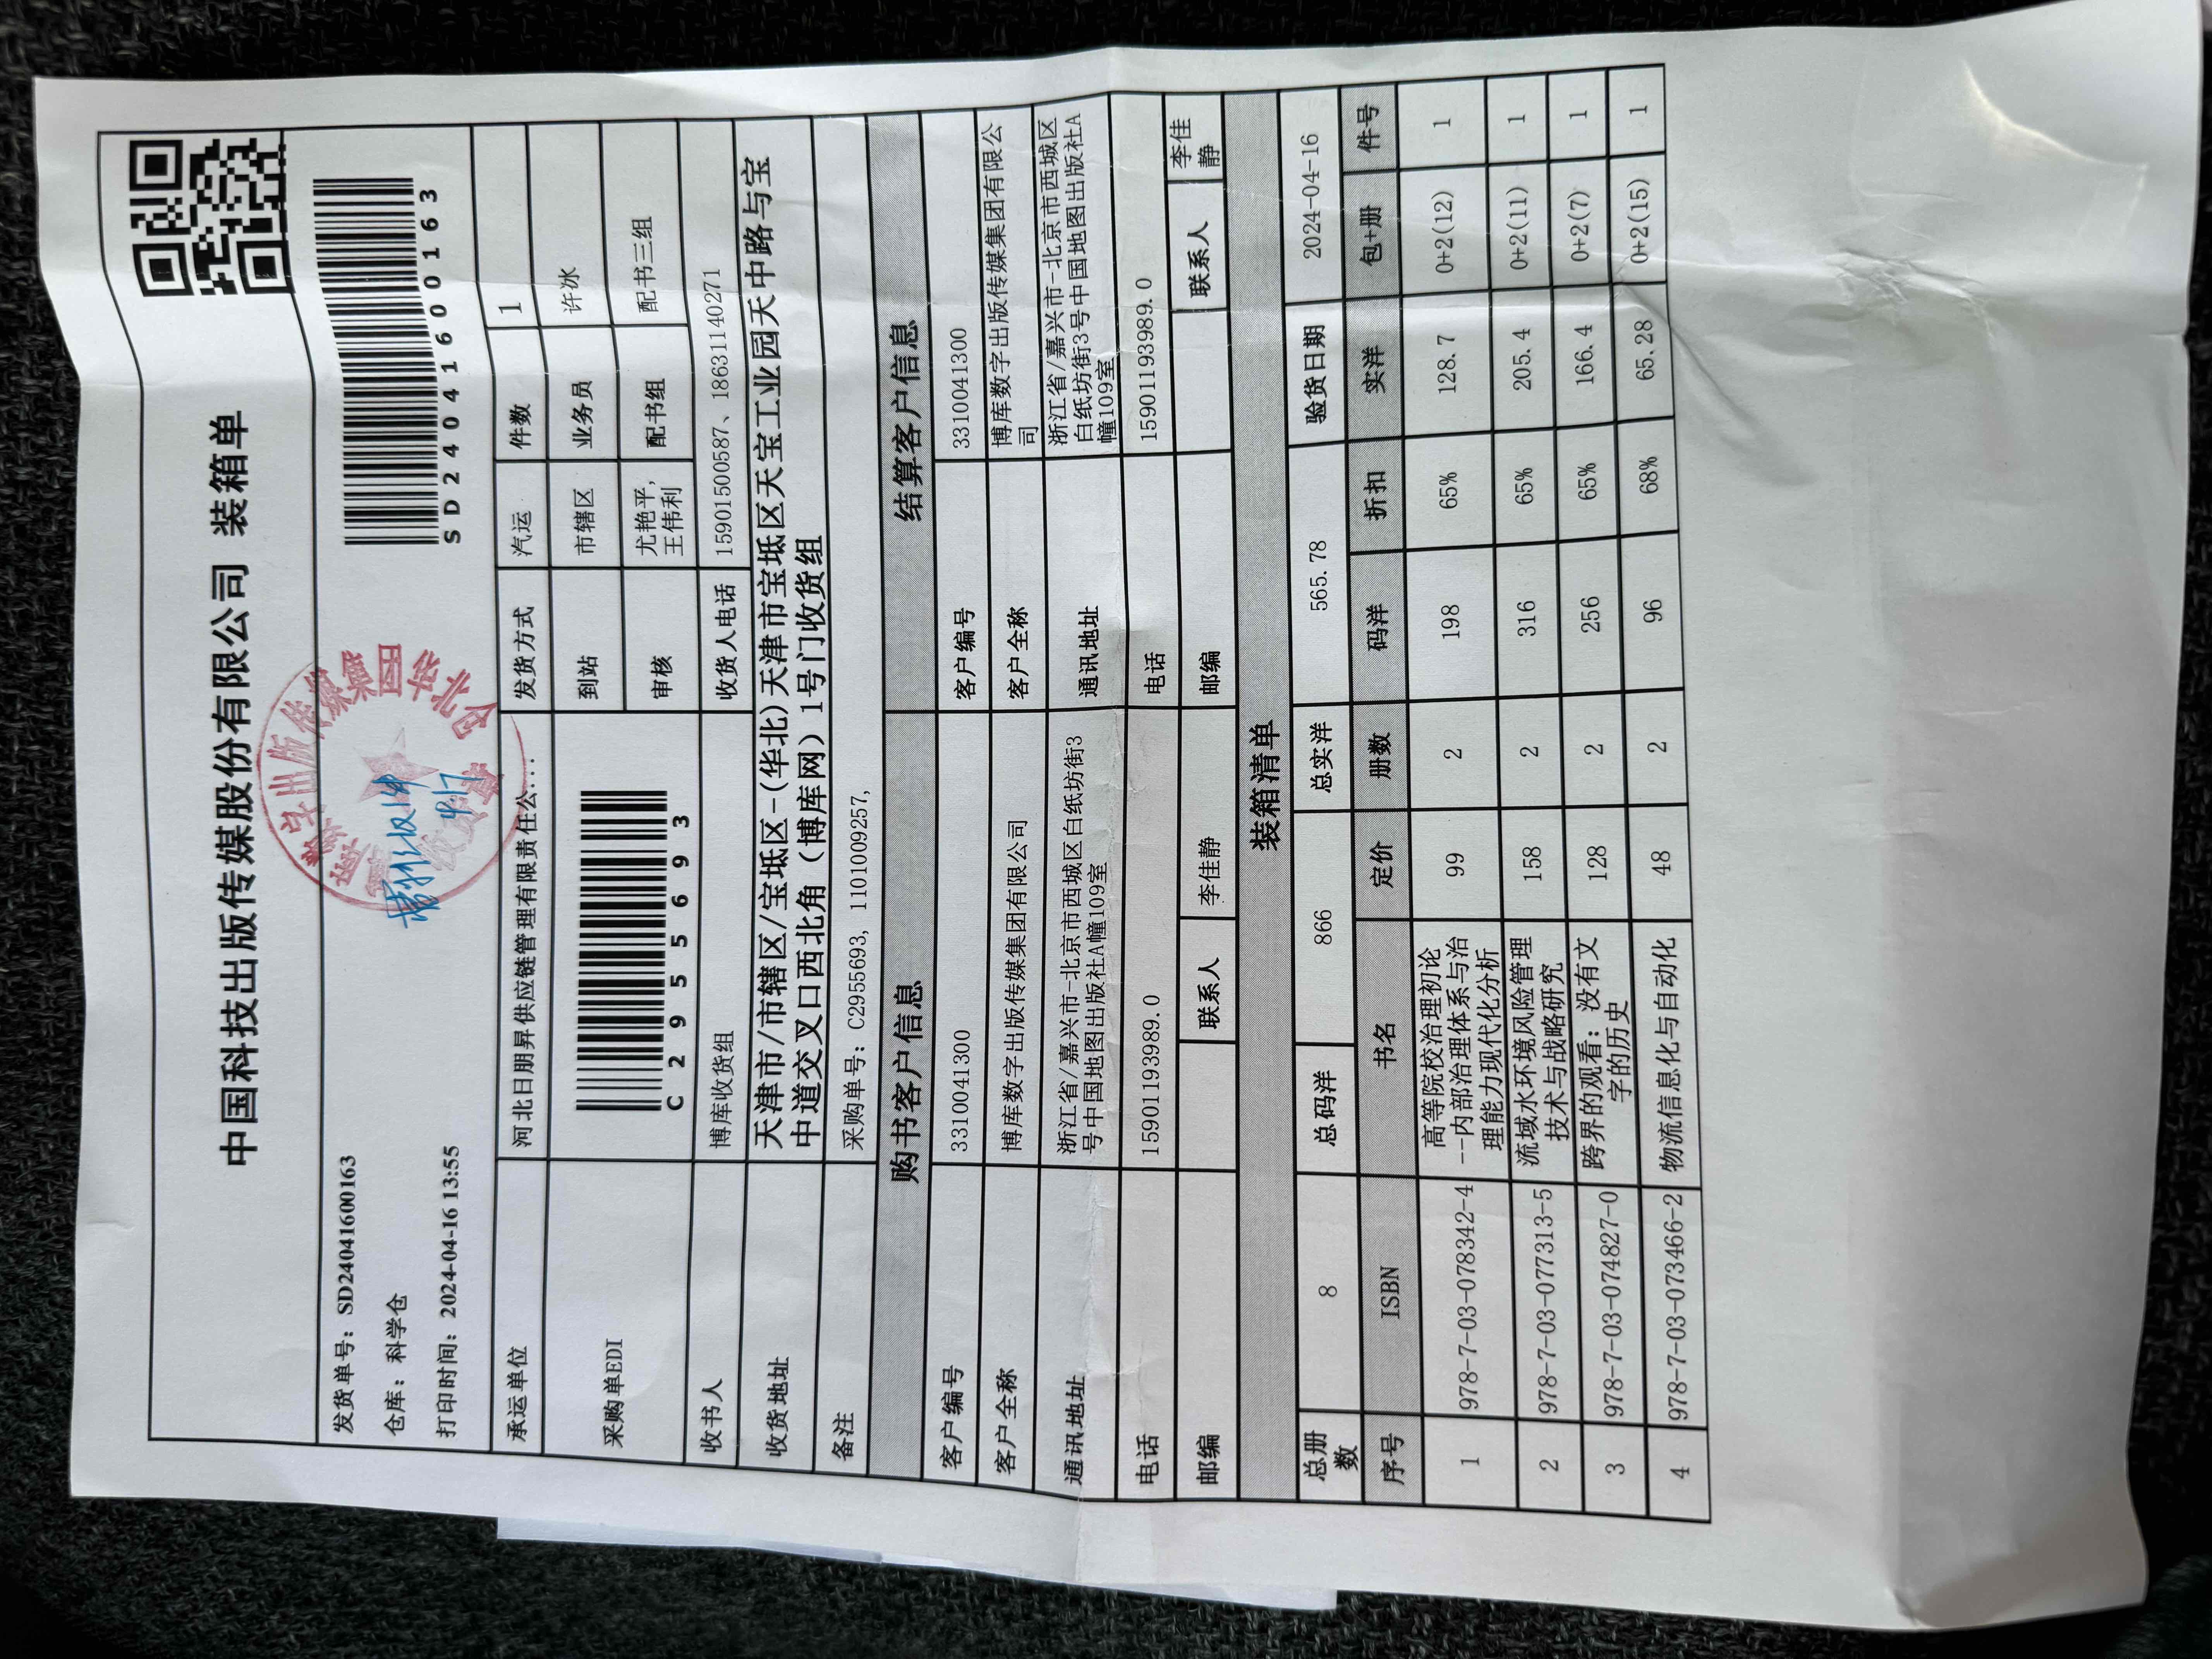 中国科技出版传媒股份有限公司 装箱单
发货单号: SD24041600163
仓库: 科学仓
打印时间: 2024-04-16 13:55
SD24041600163
承运单位 河北日朋昇供应链管理有限责任公... 发货方式 汽运 件数 1
采购单EDI C2955693 到站 市辖区 业务员 许冰
审核 尤艳平, 配书组 配书三组
王伟利
收书人 博库收货组 收货人电话 15901500587、18631140271
收货地址 天津市/市辖区/宝坻区-(华北)天津市宝坻区天宝工业园天中路与宝
中道交叉口西北角(博库网)1号门收货组
备注 采购单号: C2955693, 1101009257,
购书客户信息 结算客户信息
客户编号 3310041300 客户编号 3310041300
客户全称 博库数字出版传媒集团有限公司 客户全称 博库数字出版传媒集团有限公
司
通讯地址 浙江省/嘉兴市-北京市西城区白纸坊街3
号中国地图出版社A幢109室
通讯地址 浙江省/嘉兴市-北京市西城区
白纸坊街3号中国地图出版社A
幢109室
电话 15901193989.0 电话 15901193989.0
邮编 联系人 李佳静 邮编 联系人 李佳
静
装箱清单
总册
数 8 总码洋 866 总实洋 565.78 验货日期 2024-04-16
序号 ISBN 书名 定价 册数 码洋 折扣 实洋 包+册 件号
1 978-7-03-078342-4 高等院校治理初论
--内部治理体系与治
理能力现代化分析 99 2 198 65% 128.7 0+2(12) 1
2 978-7-03-077313-5 流域水环境风险管理
技术与战略研究 158 2 316 65% 205.4 0+2(11) 1
3 978-7-03-074827-0 跨界的观看: 没有文
字的历史 128 2 256 65% 166.4 0+2(7) 1
4 978-7-03-073466-2 物流信息化与自动化 48 2 96 68% 65.28 0+2(15) 1